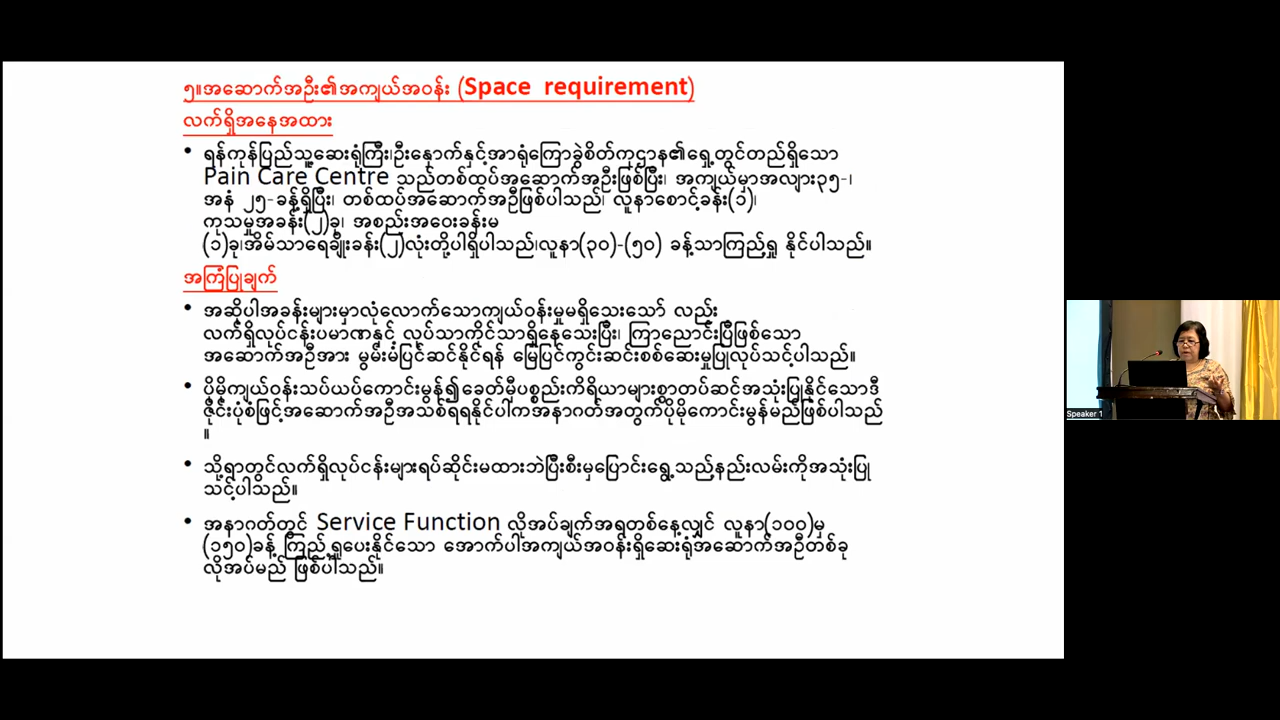 ၅။အဆောက်အဦး၏အကျယ်အဝန်း (Space requirement)
လက်ရှိအနေအထား
• ရန်ကုန်ပြည်သူ့ဆေးရုံကြီး၊ဦးနှောက်နှင့်အာရုံကြောခွဲစိတ်ကုဌာန၏ရှေ့တွင်တည်ရှိသော
Pain Care Centre သည်တစ်ထပ်အဆောက်အဦးဖြစ်ပြီး၊ အကျယ်မှာအလျား၃၅-၊
အနံ ၂၅-ခန့်ရှိပြီး၊ တစ်ထပ်အဆောက်အဦဖြစ်ပါသည်၊ လူနာစောင့်ခန်း(၁)၊
ကုသမှုအခန်း(၂)ခု၊ အစည်းအဝေးခန်းမ
(၁)ခု၊အိမ်သာရေချိုးခန်း(၂)လုံးတို့ပါရှိပါသည်၊လူနာ(၃၀)-(၅၀) ခန့်သာကြည့်ရှု နိုင်ပါသည်။
အကြံပြုချက်
• အဆိုပါအခန်းများမှာလုံလောက်သောကျယ်ဝန်းမှုမရှိသေးသော် လည်း
လက်ရှိလုပ်ငန်းပမာဏနှင့် လုပ်သာကိုင်သာရှိနေသေးပြီး၊ ကြာညောင်းပြီဖြစ်သော
အဆောက်အဦအား မွမ်းမံပြင်ဆင်နိုင်ရန် မြေပြင်ကွင်းဆင်းစစ်ဆေးမှုပြုလုပ်သင့်ပါသည်။
• ပိုမိုကျယ်ဝန်းသပ်ယပ်ကောင်းမွန်၍ခေတ်မီပစ္စည်းကိရိယာများစွာတပ်ဆင်အသုံးပြုနိုင်သောဒီ
ဇိုင်းပုံစံဖြင့်အဆောက်အဦအသစ်ရရနိုင်ပါကအနာဂတ်အတွက်ပိုမိုကောင်းမွန်မည်ဖြစ်ပါသည်
။
• သို့ရာတွင်လက်ရှိလုပ်ငန်းများရပ်ဆိုင်းမထားဘဲပြီးစီးမှပြောင်းရွှေ့သည့်နည်းလမ်းကိုအသုံးပြု
သင့်ပါသည်။
• အနာဂတ်တွင် Service Function လိုအပ်ချက်အရတစ်နေ့လျှင် လူနာ(၁၀၀)မှ
(၁၅၀)ခန့် ကြည့်ရှုပေးနိုင်သော အောက်ပါအကျယ်အဝန်းရှိဆေးရုံအဆောက်အဦတစ်ခု
လိုအပ်မည် ဖြစ်ပါသည်။
Speaker 1